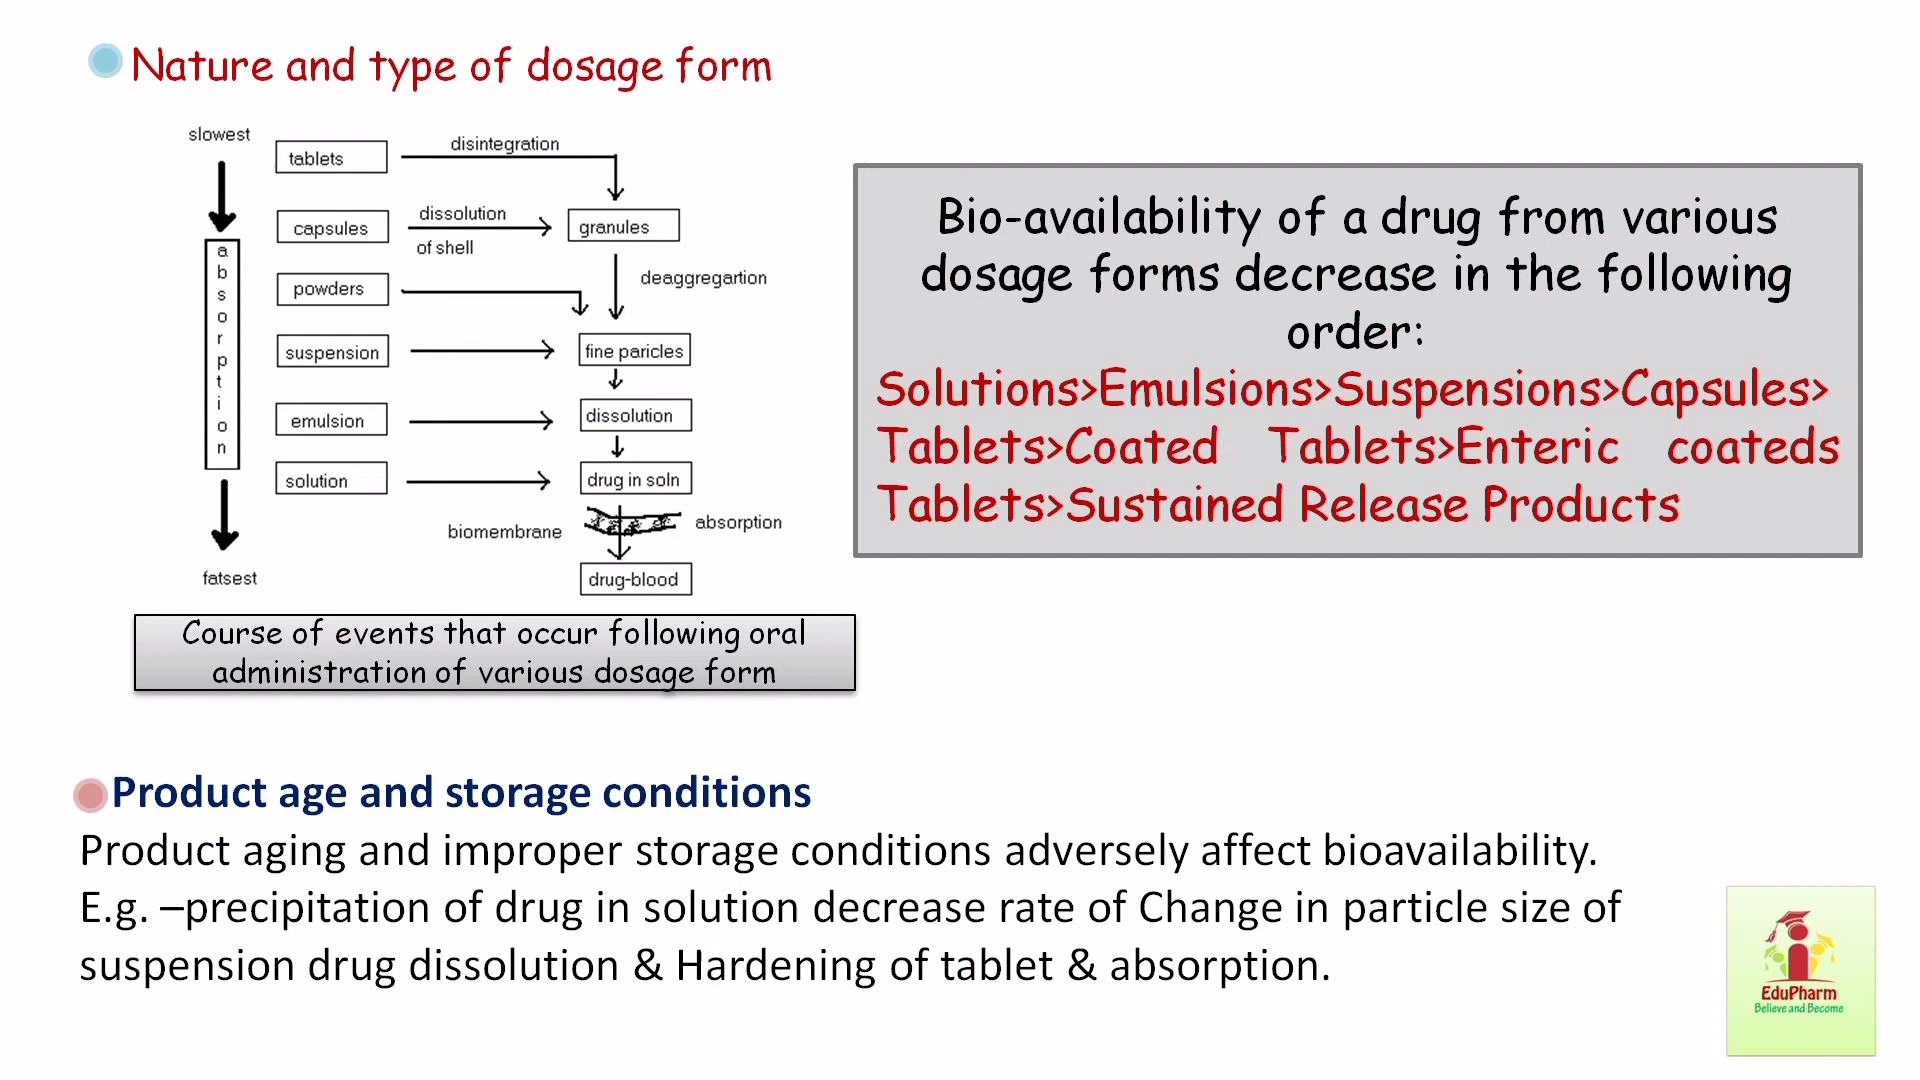 Nature and type of dosage form
slowest
tablets
disintegration
capsules
dissolution
of shell
granules
absorption
powders
deaggregartion
suspension
fine paricles
emulsion
dissolution
solution
drug in soln
biomembrane
absorption
fatsest
drug-blood
Course of events that occur following oral
administration of various dosage form
Bio-availability of a drug from various
dosage forms decrease in the following
order:
Solutions>Emulsions>Suspensions>Capsules>
Tablets>Coated Tablets>Enteric coateds
Tablets>Sustained Release Products
Product age and storage conditions
Product aging and improper storage conditions adversely affect bioavailability.
E.g. –precipitation of drug in solution decrease rate of Change in particle size of
suspension drug dissolution & Hardening of tablet & absorption.
EduPharm
Believe and Become